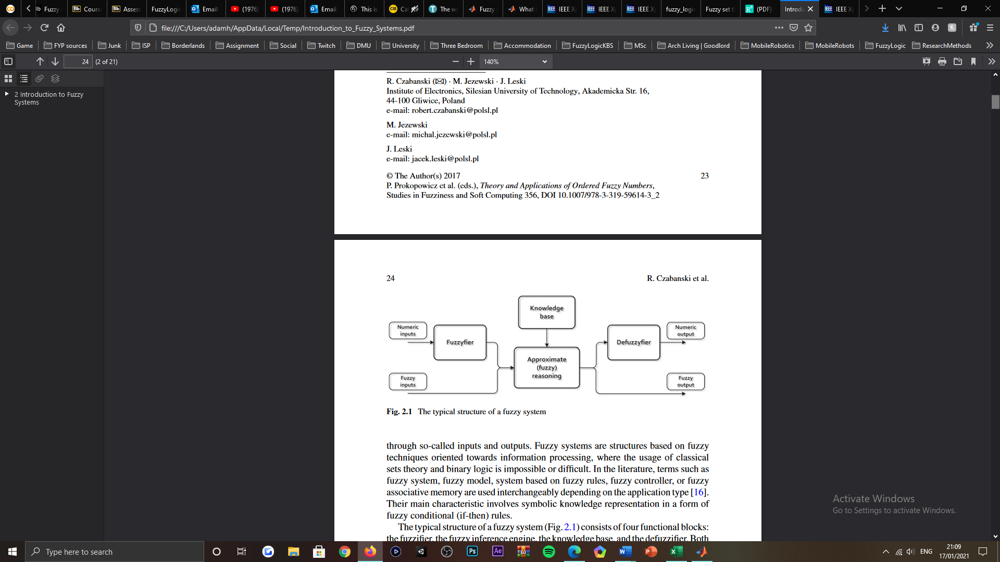 Fuzzy
Cours
Assess
FuzzyLogic
Email
(1976)
(1976)
Email
This is
Ca
The w
Fuzzy
What
IEEE X
IEEE X
IEEE X
fuzzy_logic
Fuzzy set t
(PDF)
Introdu
IEEE X
file:///C:/Users/adamh/AppData/Local/Temp/Introduction_to_Fuzzy_Systems.pdf
Game
FYP sources
Junk
ISP
Borderlands
Assignment
Social
Twitch
DMU
University
Three Bedroom
Accommodation
FuzzyLogicKBS
MSc
Arch Living | Goodlord
MobileRobotics
MobileRobots
FuzzyLogic
ResearchMethods
24 (2 of 21)
140%
2 Introduction to Fuzzy
Systems
R. Czabanski (✉) · M. Jezewski · J. Leski
Institute of Electronics, Silesian University of Technology, Akademicka Str. 16,
44-100 Gliwice, Poland
e-mail: robert.czabanski@polsl.pl
M. Jezewski
e-mail: michal.jezewski@polsl.pl
J. Leski
e-mail: jacek.leski@polsl.pl
© The Author(s) 2017 23
P. Prokopowicz et al. (eds.), Theory and Applications of Ordered Fuzzy Numbers,
Studies in Fuzziness and Soft Computing 356, DOI 10.1007/978-3-319-59614-3_2
24 R. Czabanski et al.
Knowledge
base
Numeric
inputs
Fuzzyfier
Defuzzyfier
Numeric
output
Approximate
(fuzzy)
reasoning
Fuzzy
inputs
Fuzzy
output
Fig. 2.1 The typical structure of a fuzzy system
through so-called inputs and outputs. Fuzzy systems are structures based on fuzzy
techniques oriented towards information processing, where the usage of classical
sets theory and binary logic is impossible or difficult. In the literature, terms such as
fuzzy system, fuzzy model, system based on fuzzy rules, fuzzy controller, or fuzzy
associative memory are used interchangeably depending on the application type [16].
Their main characteristic involves symbolic knowledge representation in a form of
fuzzy conditional (if-then) rules.
The typical structure of a fuzzy system (Fig. 2.1) consists of four functional blocks:
the fuzzifier, the fuzzy inference engine, the knowledge base, and the defuzzifier. Both
Activate Windows
Go to Settings to activate Windows.
Type here to search
Ps
Ae
ENG
21:09
17/01/2021